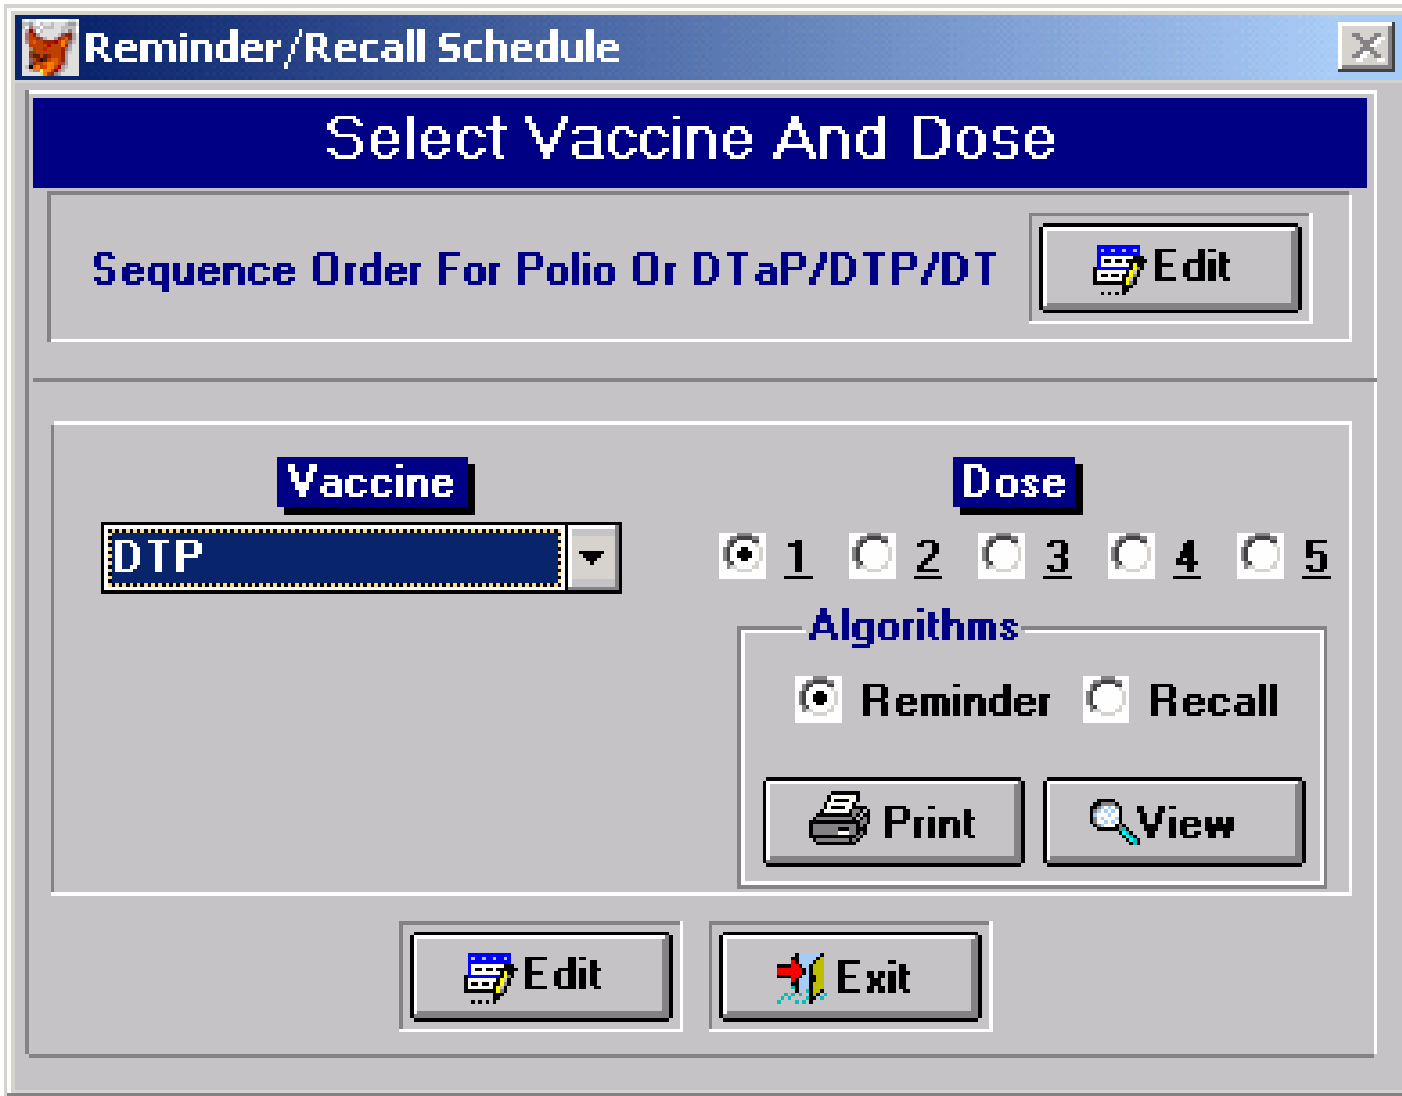 Reminder/Recall Schedule
Select Vaccine And Dose
Sequence Order For Polio Or DTaP/DTP/DT
Edit
Vaccine
Dose
DTP
1 2 3 4 5
Algorithms
Reminder Recall
Print View
Edit Exit